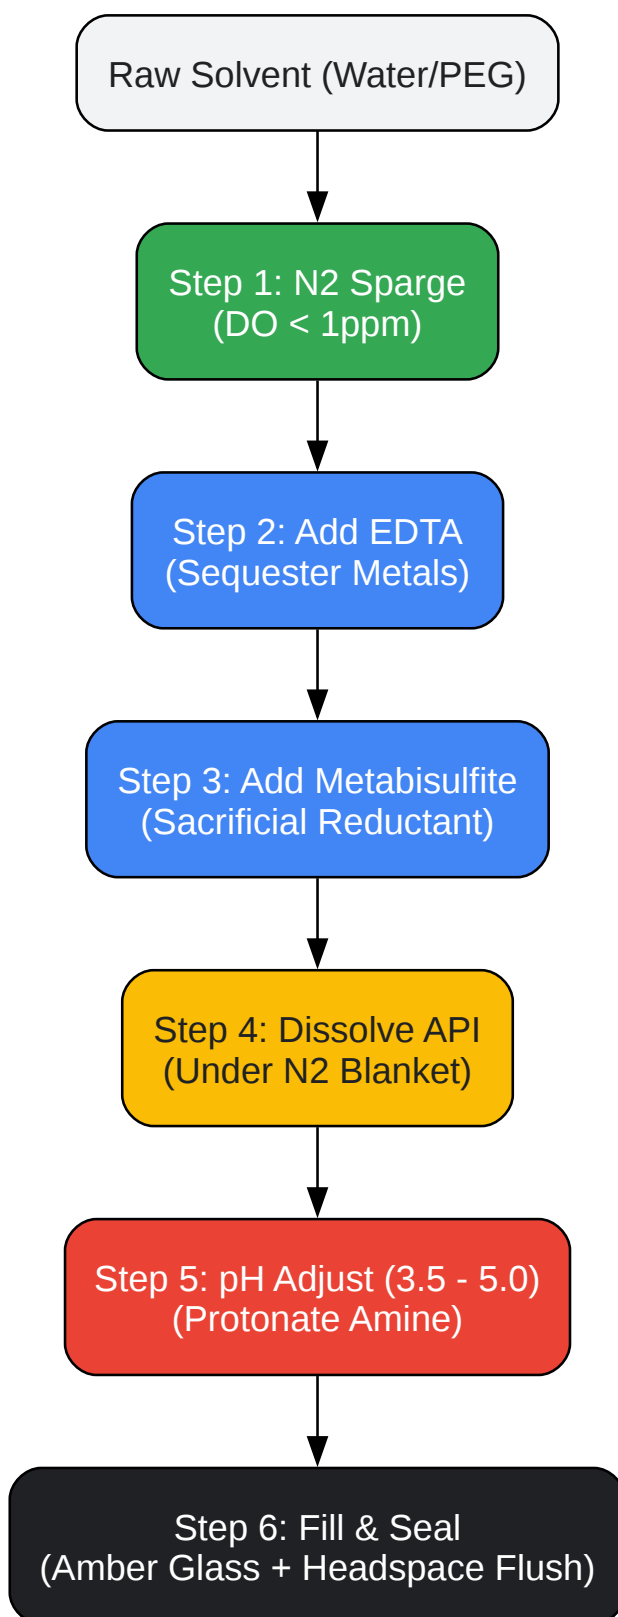 Raw Solvent (Water/PEG)
Step 1: N2 Sparge
(DO < 1ppm)
Step 2: Add EDTA
(Sequester Metals)
Step 3: Add Metabisulfite
(Sacrificial Reductant)
Step 4: Dissolve API
(Under N2 Blanket)
Step 5: pH Adjust (3.5 - 5.0)
(Protonate Amine)
Step 6: Fill & Seal
(Amber Glass + Headspace Flush)